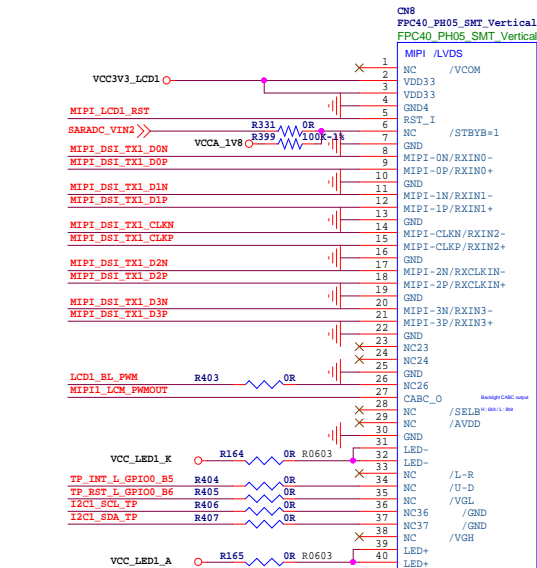 CN8
FPC40_PH05_SMT_Vertical
FPC40_PH05_SMT_Vertical
MIPI /LVDS
1 NC /VCOM
VCC3V3_LCD1 2 VDD33
3 VDD33
4 GND4
MIPI_LCD1_RST 5 RST_I
SARADC_VIN2 R331 0R 6 NC /STBYB=1
VCCA_1V8 R399 100K-1% 7 GND
MIPI_DSI_TX1_D0N 8 MIPI-0N/RXIN0-
MIPI_DSI_TX1_D0P 9 MIPI-0P/RXIN0+
10 GND
MIPI_DSI_TX1_D1N 11 MIPI-1N/RXIN1-
MIPI_DSI_TX1_D1P 12 MIPI-1P/RXIN1+
13 GND
MIPI_DSI_TX1_CLKN 14 MIPI-CLKN/RXIN2-
MIPI_DSI_TX1_CLKP 15 MIPI-CLKP/RXIN2+
16 GND
MIPI_DSI_TX1_D2N 17 MIPI-2N/RXCLKIN-
MIPI_DSI_TX1_D2P 18 MIPI-2P/RXCLKIN+
19 GND
MIPI_DSI_TX1_D3N 20 MIPI-3N/RXIN3-
MIPI_DSI_TX1_D3P 21 MIPI-3P/RXIN3+
22 GND
23 NC23
24 NC24
25 GND
LCD1_BL_PWM R403 0R 26 NC26
MIPI1_LCM_PWMOUT 27 CABC_O Backlight CABC output
28 NC /SELB
29 NC /AVDD
30 GND
31 LED-
VCC_LED1_K R164 0R R0603 32 LED-
33 NC /L-R
TP_INT_L_GPIO0_B5 R404 0R 34 NC /U-D
TP_RST_L_GPIO0_B6 R405 0R 35 NC /VGL
I2C1_SCL_TP R406 0R 36 NC36 /GND
I2C1_SDA_TP R407 0R 37 NC37 /GND
38 NC /VGH
39 LED+
VCC_LED1_A R165 0R R0603 40 LED+